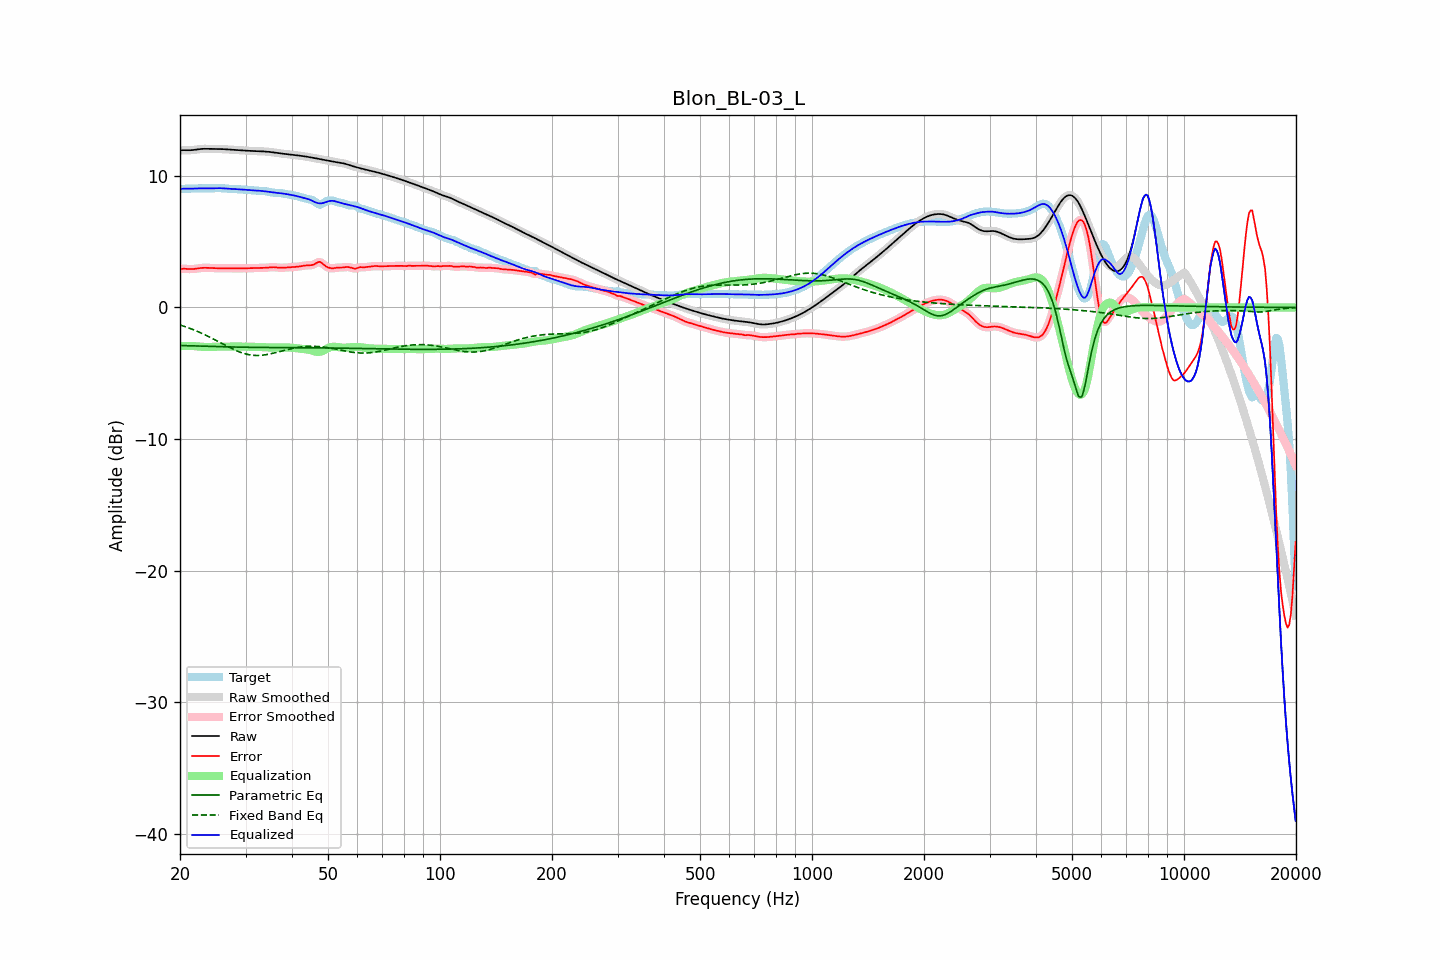 Blon_BL-03_L
Amplitude (dBr)
10
0
−10
−20
−30
−40
Target
Raw Smoothed
Error Smoothed
Raw
Error
Equalization
Parametric Eq
Fixed Band Eq
Equalized
20 50 100 200 500 1000 2000 5000 10000 20000
Frequency (Hz)